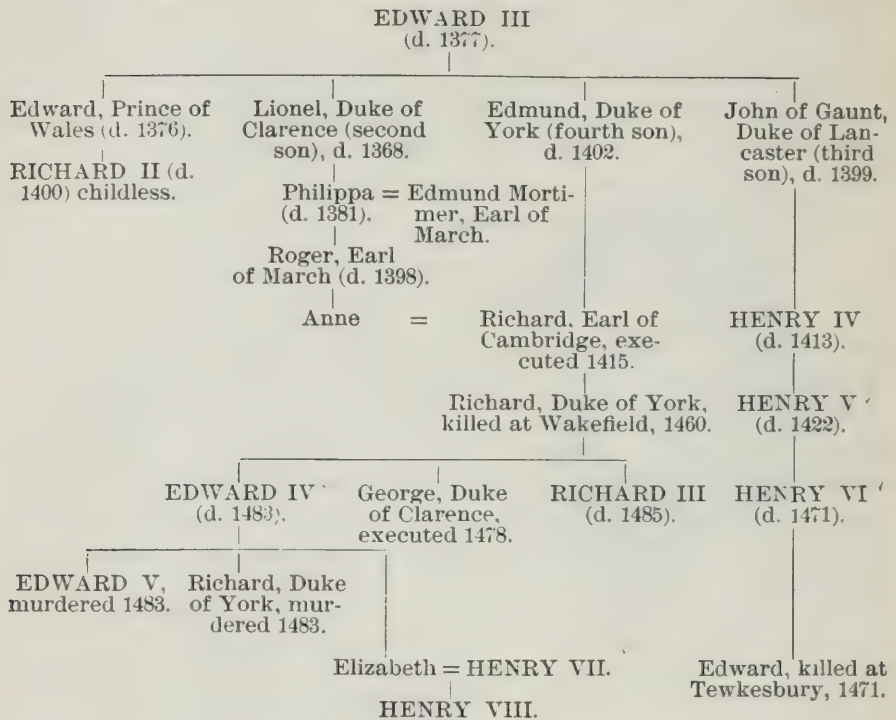 EDWARD III
(d. 1377).
Edward, Prince of
Wales (d. 1376).
RICHARD II (d.
1400) childless.
Lionel, Duke of
Clarence (second
son), d. 1368.
Philippa = Edmund Morti-
(d. 1381). mer, Earl of
March.
Roger, Earl
of March (d. 1398).
Edmund, Duke of
York (fourth son),
d. 1402.
John of Gaunt,
Duke of Lan-
caster (third
son), d. 1399.
Anne = Richard, Earl of
Cambridge, exe-
cuted 1415.
HENRY IV
(d. 1413).
Richard, Duke of York,
killed at Wakefield, 1460.
HENRY V
(d. 1422).
EDWARD IV
(d. 1483).
George, Duke
of Clarence,
executed 1478.
RICHARD III
(d. 1485).
HENRY VI
(d. 1471).
EDWARD V,
murdered 1483.
Richard, Duke
of York, mur-
dered 1483.
Elizabeth = HENRY VII.
Edward, killed at
Tewkesbury, 1471.
HENRY VIII.